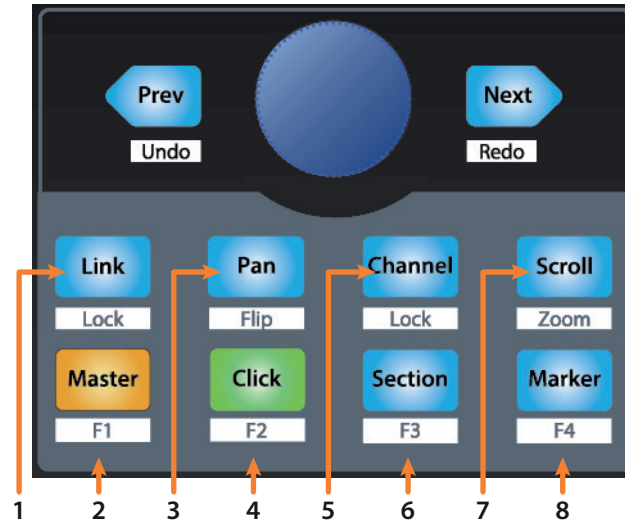 Prev Next
Undo Redo
Link Pan Channel Scroll
Lock Flip Lock Zoom
Master Click Section Marker
F1 F2 F3 F4
1 2 3 4 5 6 7 8